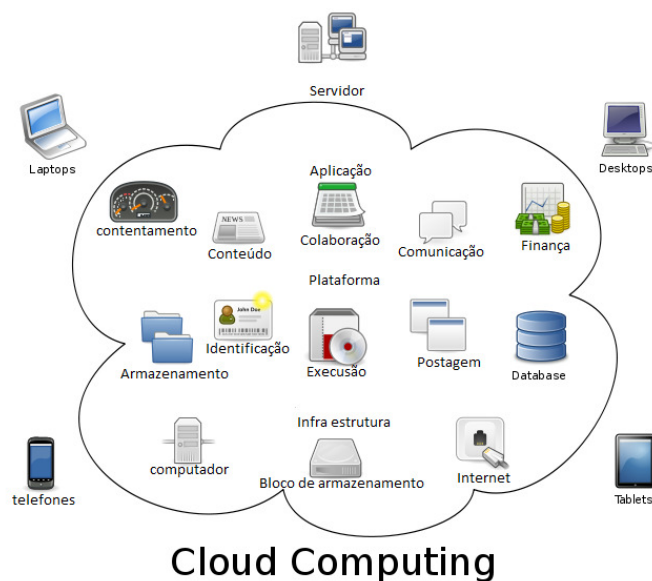 Servidor
Laptops
Desktops
Aplicação
contentamento
NEWS
Conteúdo
Colaboração
Comunicação
Finança
Plataforma
John Doe
Armazenamento
Identificação
Execusão
Postagem
Database
Infra estrutura
computador
Bloco de armazenamento
Internet
telefones
Tablets
Cloud Computing